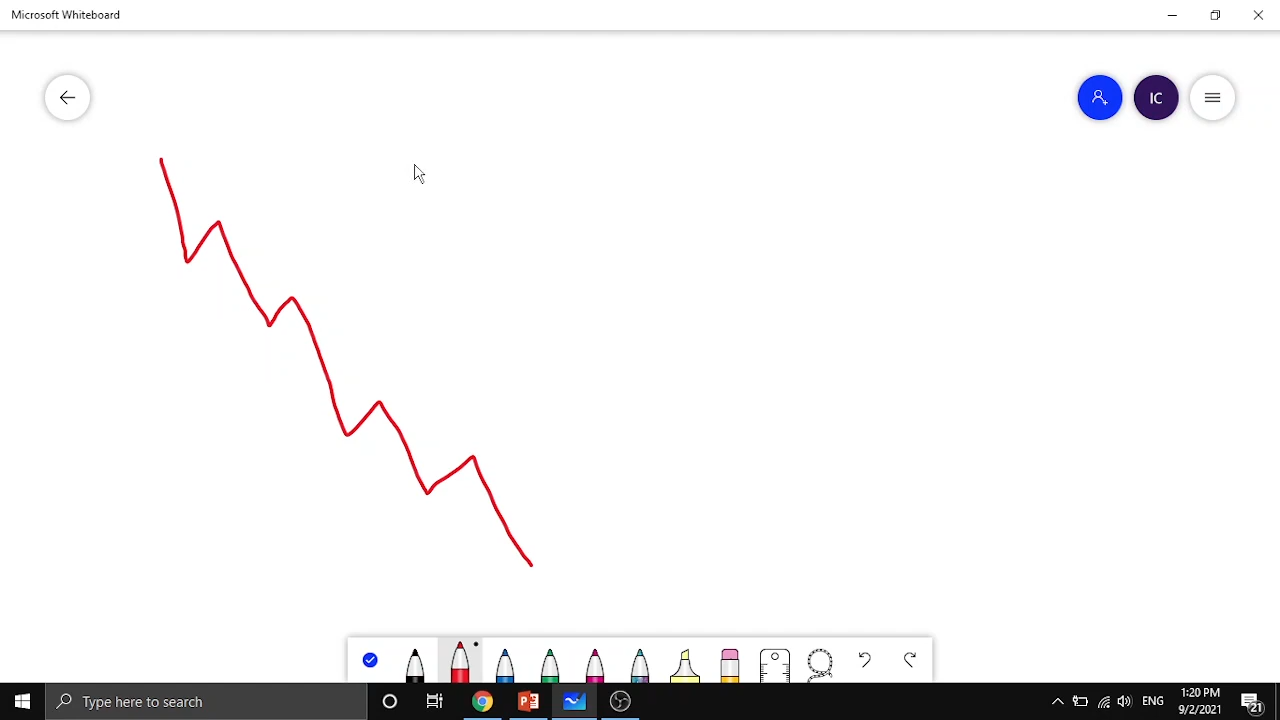 Microsoft Whiteboard
IC
Type here to search
ENG
1:20 PM
9/2/2021
21